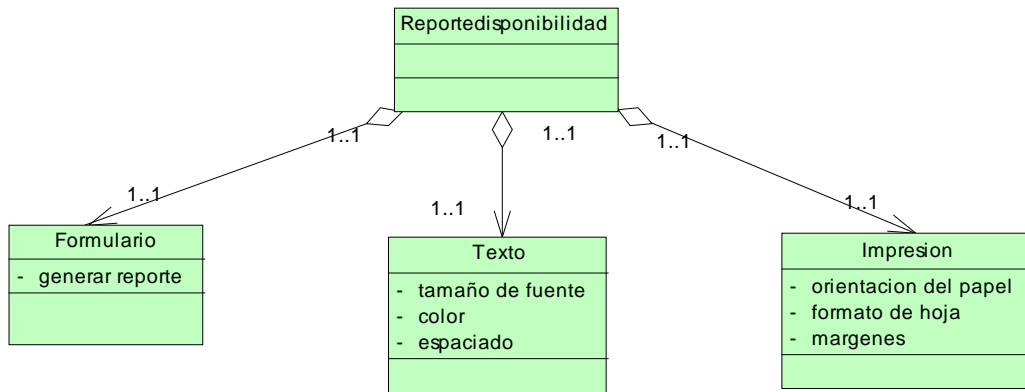 Reportedisponibilidad
1..1
1..1
1..1
1..1
1..1
1..1
Formulario
- generar reporte
Texto
- tamaño de fuente
- color
- espaciado
Impresion
- orientacion del papel
- formato de hoja
- margenes